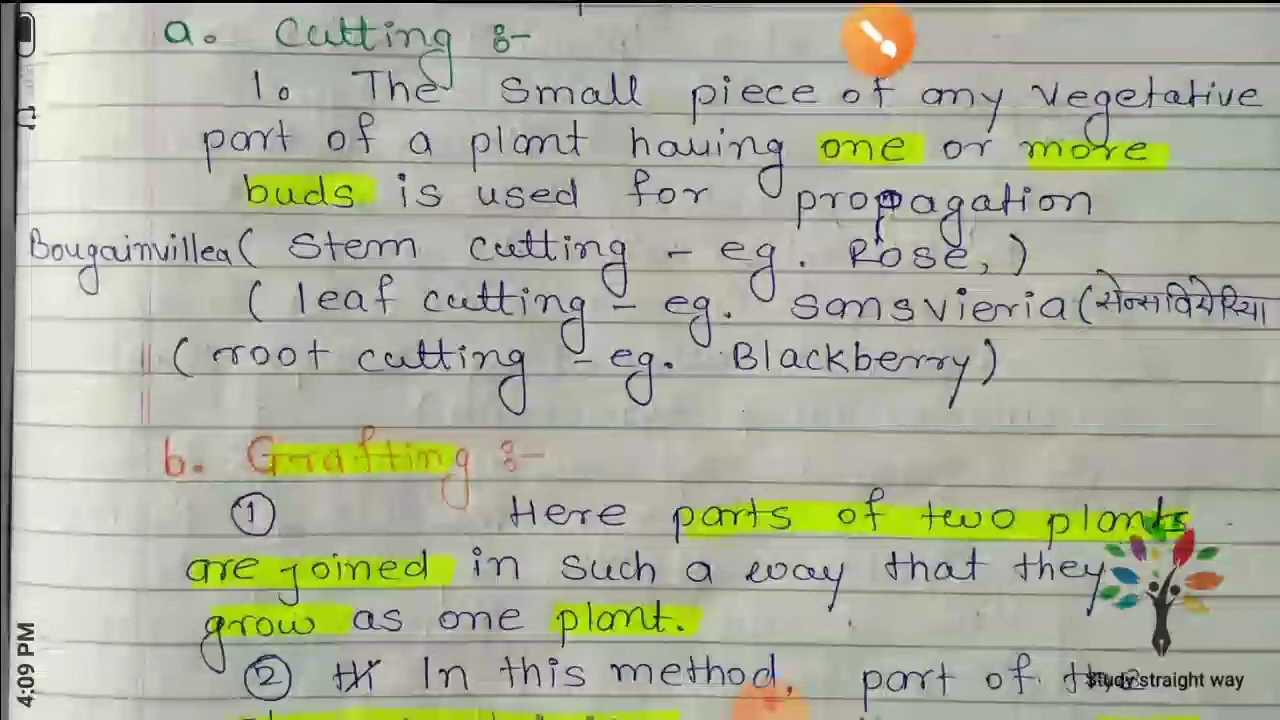 a. Cutting :-
1. The small piece of any vegetative
part of a plant having one or more
buds is used for propagation
Bougainvillea ( Stem cutting - eg. Rose, )
( leaf cutting - eg. sansvieria (सेन्सवियेरिया
( root cutting - eg. Blackberry )
b. Grafting :-
① Here parts of two plants
are joined in such a way that they
grow as one plant.
② In this method, part of
Study straight way
4:09 PM